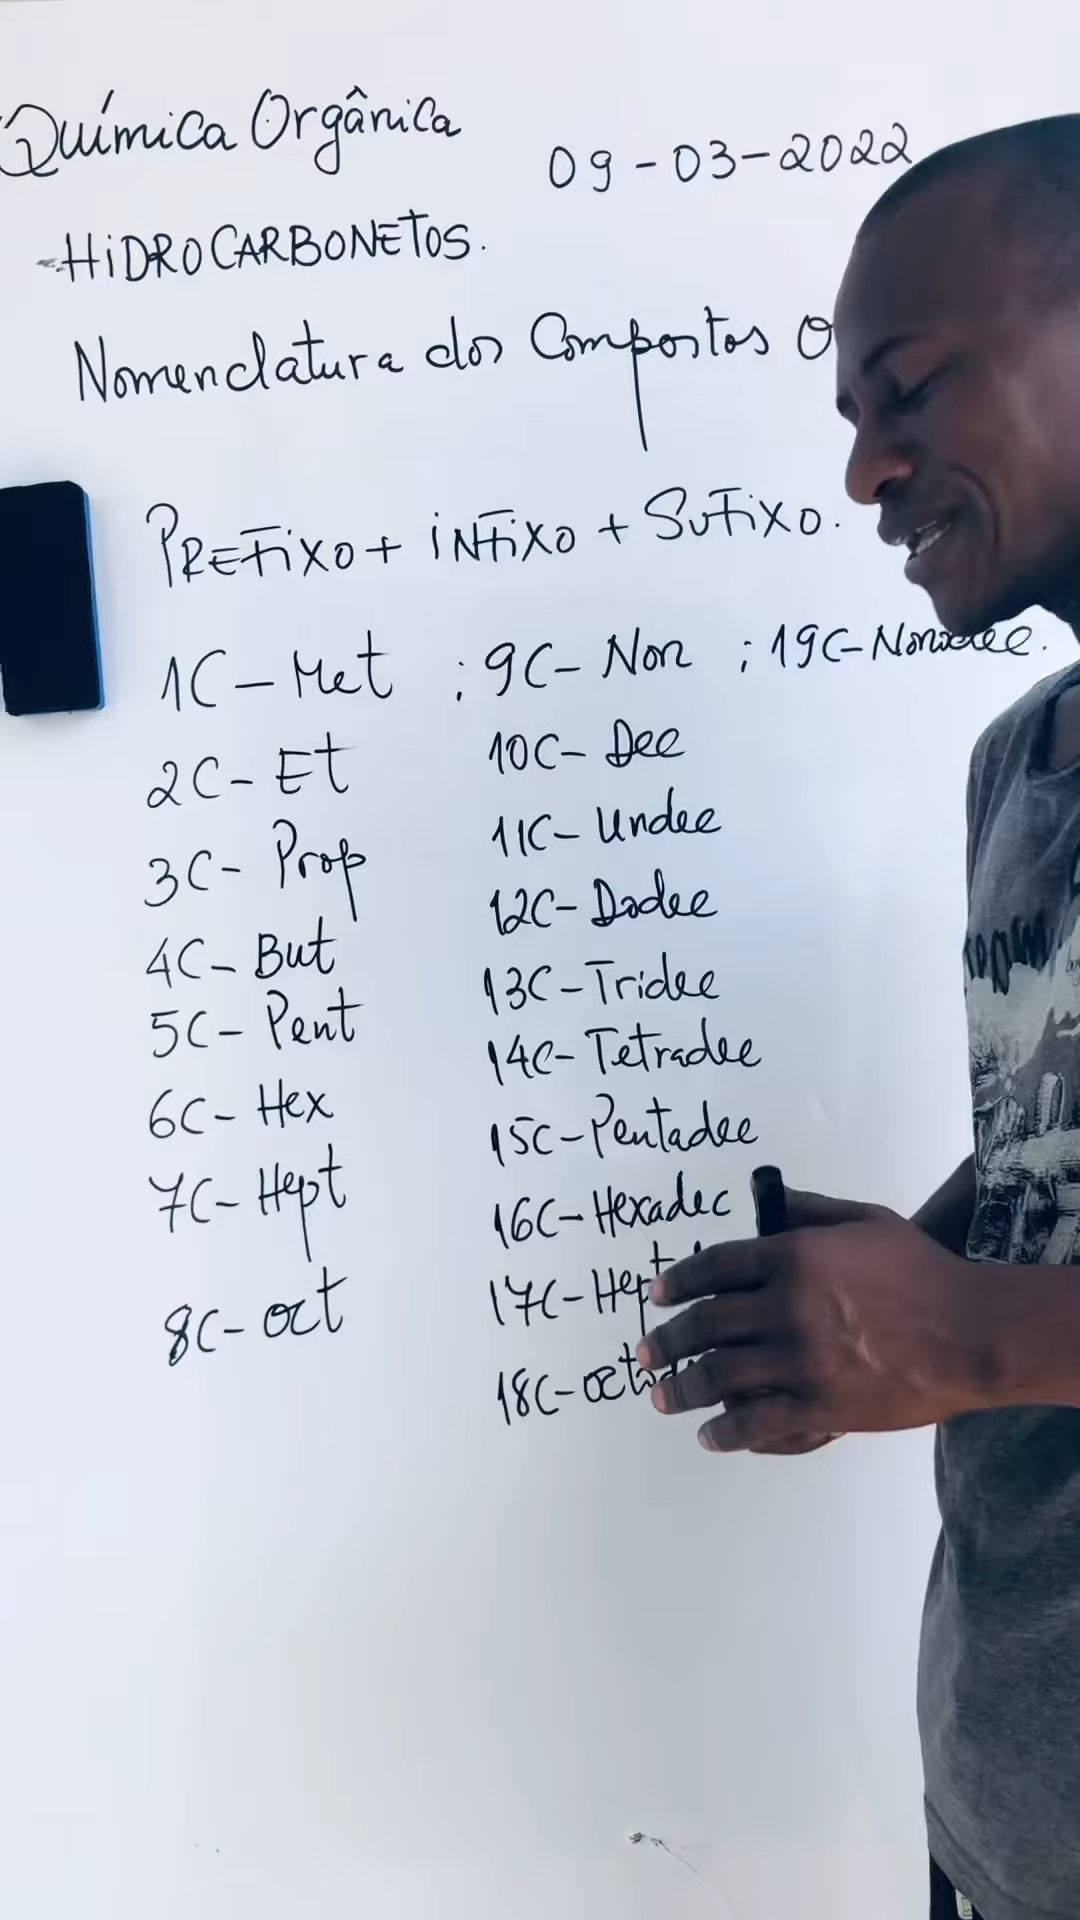 Química Orgânica
09-03-2022
HiDROCARBONETOS.
Nomenclatura dos Compostos O
PREFiXO + iNFiXO + SUFiXO.
1C - Met ; 9C - Non ; 19C - Nonodec.
2C - Et 10C - Dec
3C - Prop 11C - Undec
4C - But 12C - Dodec
5C - Pent 13C - Tridec
6C - Hex 14C - Tetradec
7C - Hept 15C - Pentadec
8C - oct 16C - Hexadec
17C - Hept
18C - octod